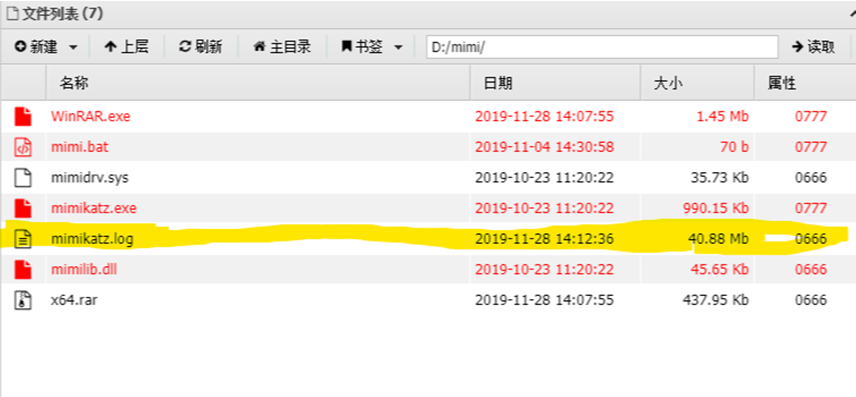 文件列表 (7)
新建 上层 刷新 主目录 书签 D:/mimi/ 读取
名称 日期 大小 属性
WinRAR.exe 2019-11-28 14:07:55 1.45 Mb 0777
mimi.bat 2019-11-04 14:30:58 70 b 0777
mimidrv.sys 2019-10-23 11:20:22 35.73 Kb 0666
mimikatz.exe 2019-10-23 11:20:22 990.15 Kb 0777
mimikatz.log 2019-11-28 14:12:36 40.88 Mb 0666
mimilib.dll 2019-10-23 11:20:22 45.65 Kb 0666
x64.rar 2019-11-28 14:07:55 437.95 Kb 0666